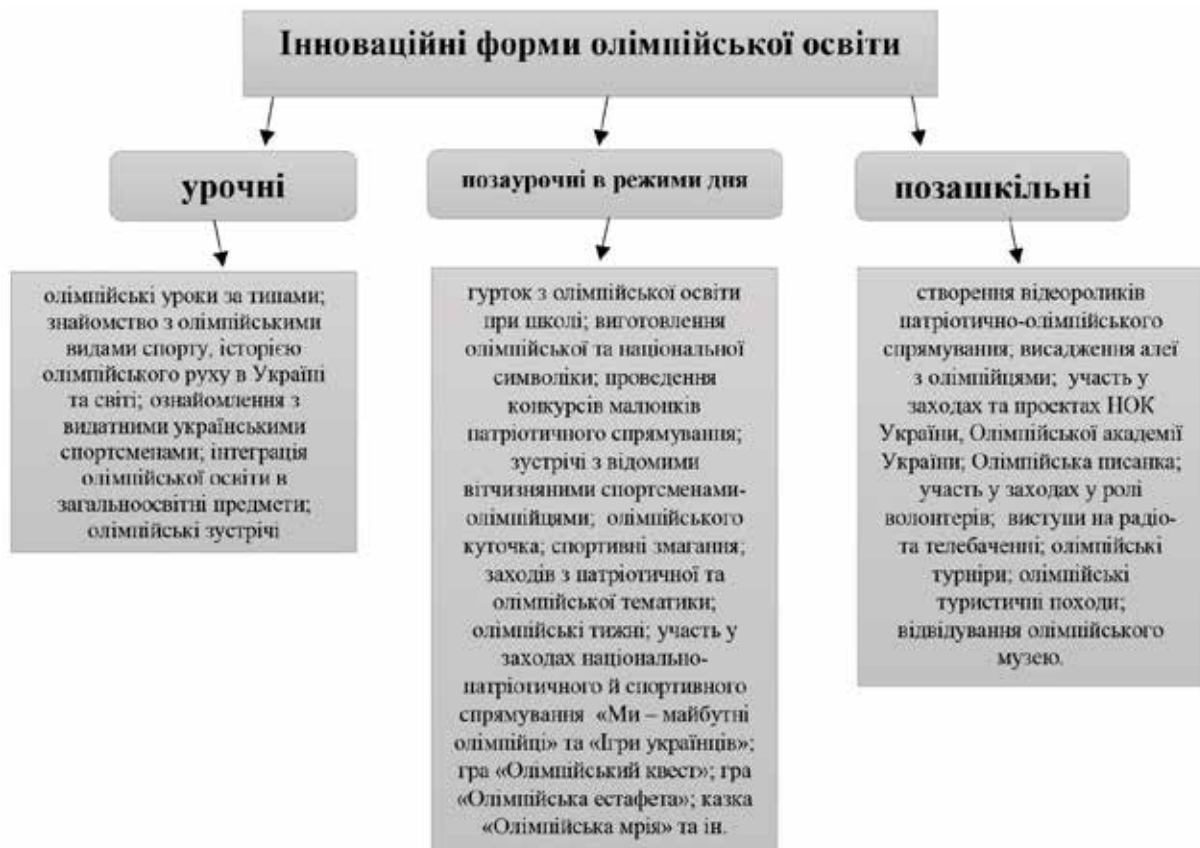 Інноваційні форми олімпійської освіти
урочні
позаурочні в режими дня
позашкільні
олімпійські уроки за типами;
знайомство з олімпійськими
видами спорту, історією
олімпійського руху в Україні
та світі; ознайомлення з
видатними українськими
спортсменами; інтеграція
олімпійської освіти в
загальноосвітні предмети;
олімпійські зустрічі
гурток з олімпійської освіти
при школі; виготовлення
олімпійської та національної
символіки; проведення
конкурсів малюнків
патріотичного спрямування;
зустрічі з відомими
вітчизняними спортсменами-
олімпійцями; олімпійського
куточка; спортивні змагання;
заходів з патріотичної та
олімпійської тематики;
олімпійські тижні; участь у
заходах національно-
патріотичного й спортивного
спрямування «Ми – майбутні
олімпійці» та «Ігри українців»;
гра «Олімпійський квест»; гра
«Олімпійська естафета»; казка
«Олімпійська мрія» та ін.
створення відеороликів
патріотично-олімпійського
спрямування; висадження алеї
з олімпійцями; участь у
заходах та проектах НОК
України, Олімпійської академії
України; Олімпійська писанка;
участь у заходах у ролі
волонтерів; виступи на радіо-
та телебаченні; олімпійські
турніри; олімпійські
туристичні походи;
відвідування олімпійського
музею.